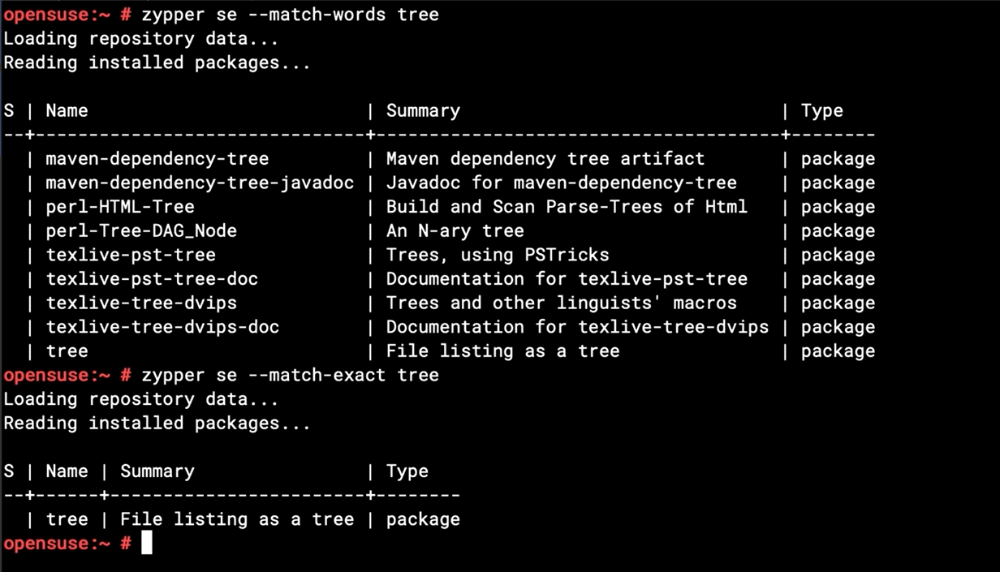 opensuse:~ # zypper se --match-words tree
Loading repository data...
Reading installed packages...
S | Name                          | Summary                              | Type
--+-------------------------------+--------------------------------------+--------
  | maven-dependency-tree         | Maven dependency tree artifact       | package
  | maven-dependency-tree-javadoc | Javadoc for maven-dependency-tree    | package
  | perl-HTML-Tree                | Build and Scan Parse-Trees of Html   | package
  | perl-Tree-DAG_Node            | An N-ary tree                        | package
  | texlive-pst-tree              | Trees, using PSTricks                | package
  | texlive-pst-tree-doc          | Documentation for texlive-pst-tree   | package
  | texlive-tree-dvips            | Trees and other linguists' macros    | package
  | texlive-tree-dvips-doc        | Documentation for texlive-tree-dvips | package
  | tree                          | File listing as a tree               | package
opensuse:~ # zypper se --match-exact tree
Loading repository data...
Reading installed packages...
S | Name | Summary                | Type
--+------+------------------------+--------
  | tree | File listing as a tree | package
opensuse:~ #